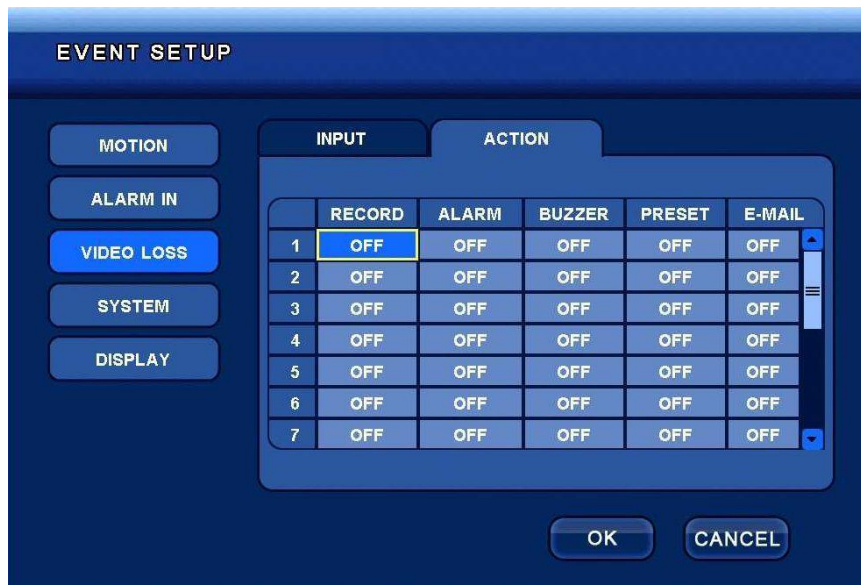 EVENT SETUP
MOTION
ALARM IN
VIDEO LOSS
SYSTEM
DISPLAY
INPUT ACTION
RECORD ALARM BUZZER PRESET E-MAIL
1 OFF OFF OFF OFF OFF
2 OFF OFF OFF OFF OFF
3 OFF OFF OFF OFF OFF
4 OFF OFF OFF OFF OFF
5 OFF OFF OFF OFF OFF
6 OFF OFF OFF OFF OFF
7 OFF OFF OFF OFF OFF
OK CANCEL